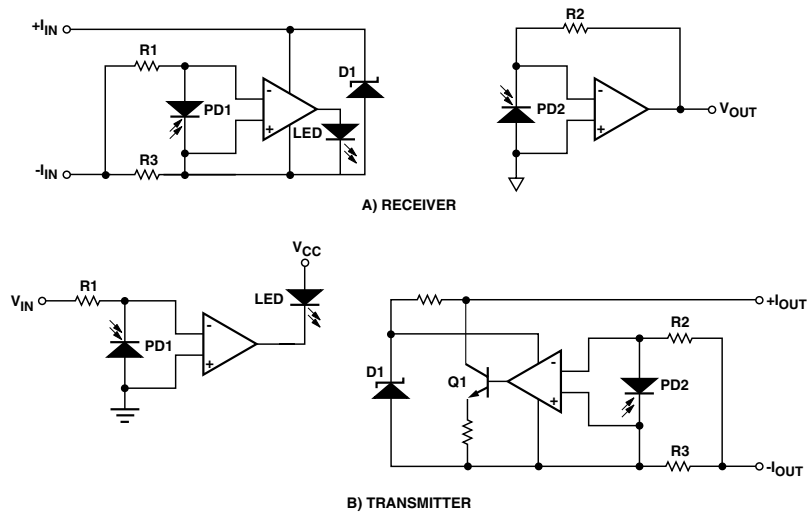 +I_IN
R1
PD1
-
+
LED
D1
R3
-I_IN
R2
PD2
-
+
V_OUT
A) RECEIVER
V_IN
R1
PD1
-
+
LED
V_CC
D1
Q1
-
+
R2
PD2
R3
+I_OUT
-I_OUT
B) TRANSMITTER